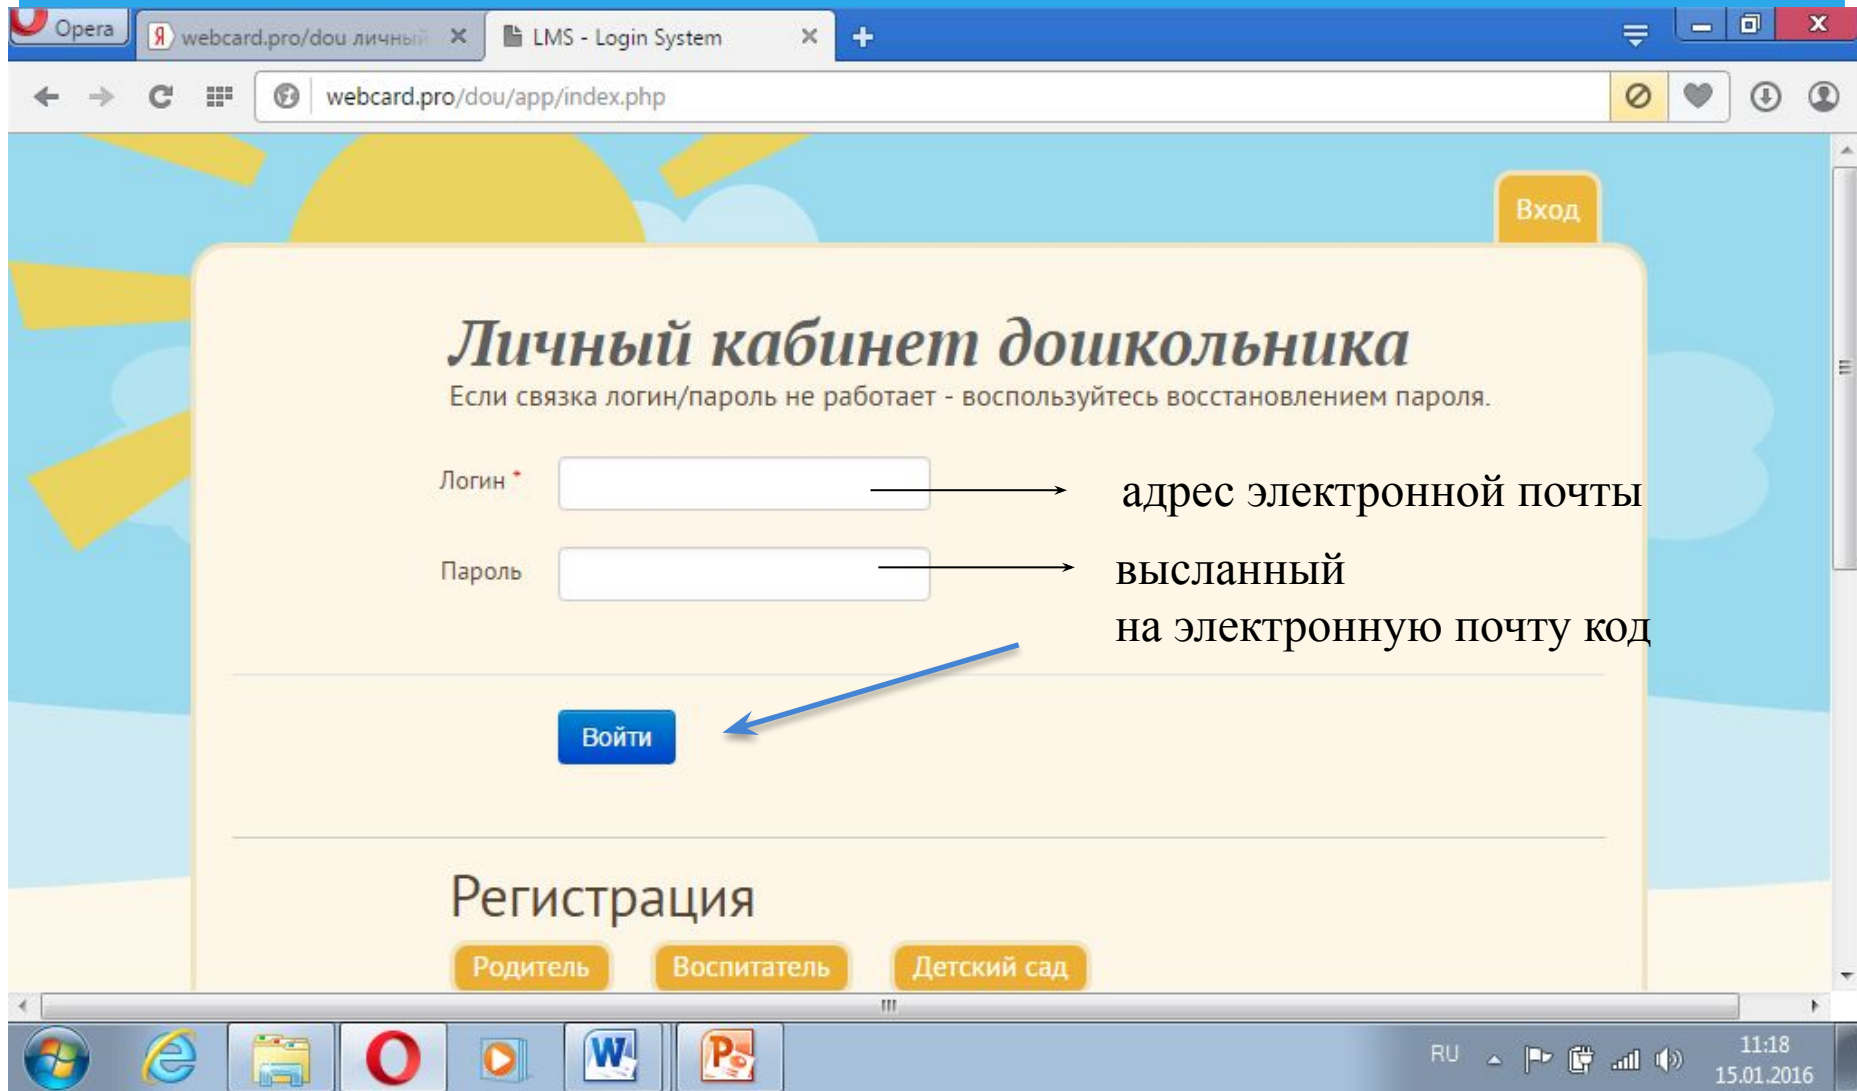 Opera
webcard.pro/dou личный
LMS - Login System
webcard.pro/dou/app/index.php
Вход
Личный кабинет дошкольника
Если связка логин/пароль не работает - воспользуйтесь восстановлением пароля.
Логин *
адрес электронной почты
Пароль
высланный
на электронную почту код
Войти
Регистрация
Родитель
Воспитатель
Детский сад
RU
11:18
15.01.2016